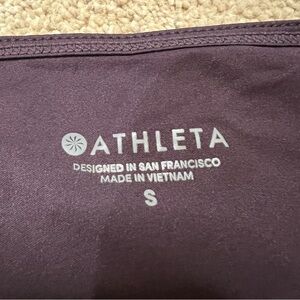 ATHLETA
DESIGNED IN SAN FRANCISCO
MADE IN VIETNAM
S